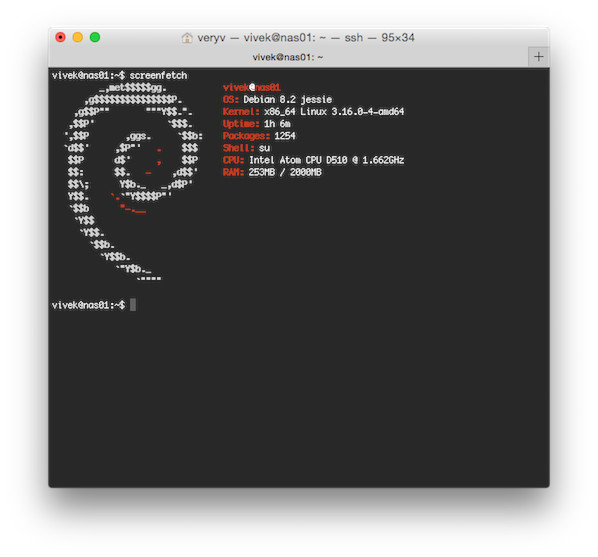 veryv — vivek@nas01: ~ — ssh — 95×34
vivek@nas01: ~
vivek@nas01:~$ screenfetch
         _,met$$$$$gg.           vivek@nas01
      ,g$$$$$$$$$$$$$$$P.        OS: Debian 8.2 jessie
    ,g$$P""       """Y$$.".      Kernel: x86_64 Linux 3.16.0-4-amd64
   ,$$P'              `$$$.      Uptime: 1h 6m
 ',$$P       ,ggs.     `$$b:     Packages: 1254
 `d$$'     ,$P"'   .    $$$      Shell: su
  $$P      d$'     ,    $$P      CPU: Intel Atom CPU D510 @ 1.662GHz
  $$:      $$.   -    ,d$$'      RAM: 253MB / 2000MB
  $$\;      Y$b._   _,d$P'
  Y$$.    `.`"Y$$$$P"'
  `$$b      "-.__
   `Y$$
    `Y$$.
      `$$b.
        `Y$$b.
           `"Y$b._
               `""""
vivek@nas01:~$